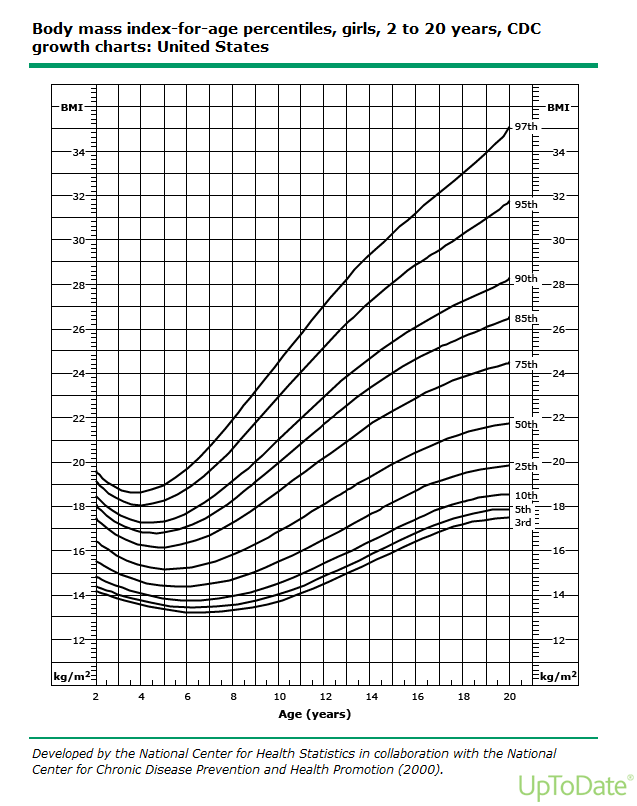 Body mass index-for-age percentiles, girls, 2 to 20 years, CDC
growth charts: United States
BMI BMI
97th
34 34
32 32
95th
30 30
90th
28 28
85th
26 26
75th
24 24
22 22
50th
25th
20 20
10th
18 18
5th
3rd
16 16
14 14
12 12
kg/m2 kg/m2
2 4 6 8 10 12 14 16 18 20
Age (years)
Developed by the National Center for Health Statistics in collaboration with the National
Center for Chronic Disease Prevention and Health Promotion (2000).
UpToDate®